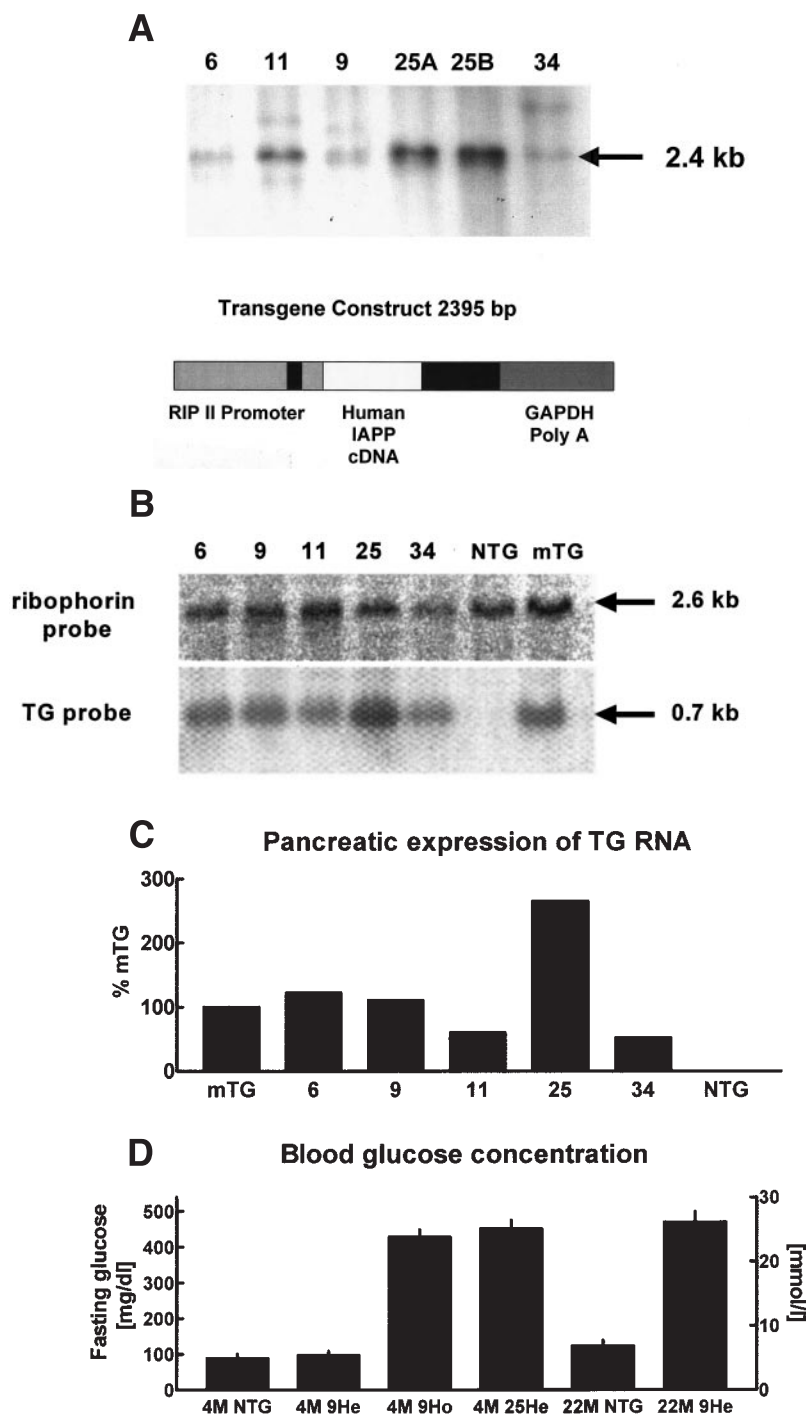 A
6 11 9 25A 25B 34
2.4 kb
Transgene Construct 2395 bp
RIP II Promoter
Human
IAPP
cDNA
GAPDH
Poly A
B
6 9 11 25 34 NTG mTG
ribophorin
probe
2.6 kb
TG probe
0.7 kb
C
Pancreatic expression of TG RNA
% mTG
300
200
100
0
mTG 6 9 11 25 34 NTG
D
Blood glucose concentration
Fasting glucose
[mg/dl]
500
400
300
200
100
0
30
20
10
0
[mmol/l]
4M NTG 4M 9He 4M 9Ho 4M 25He 22M NTG 22M 9He